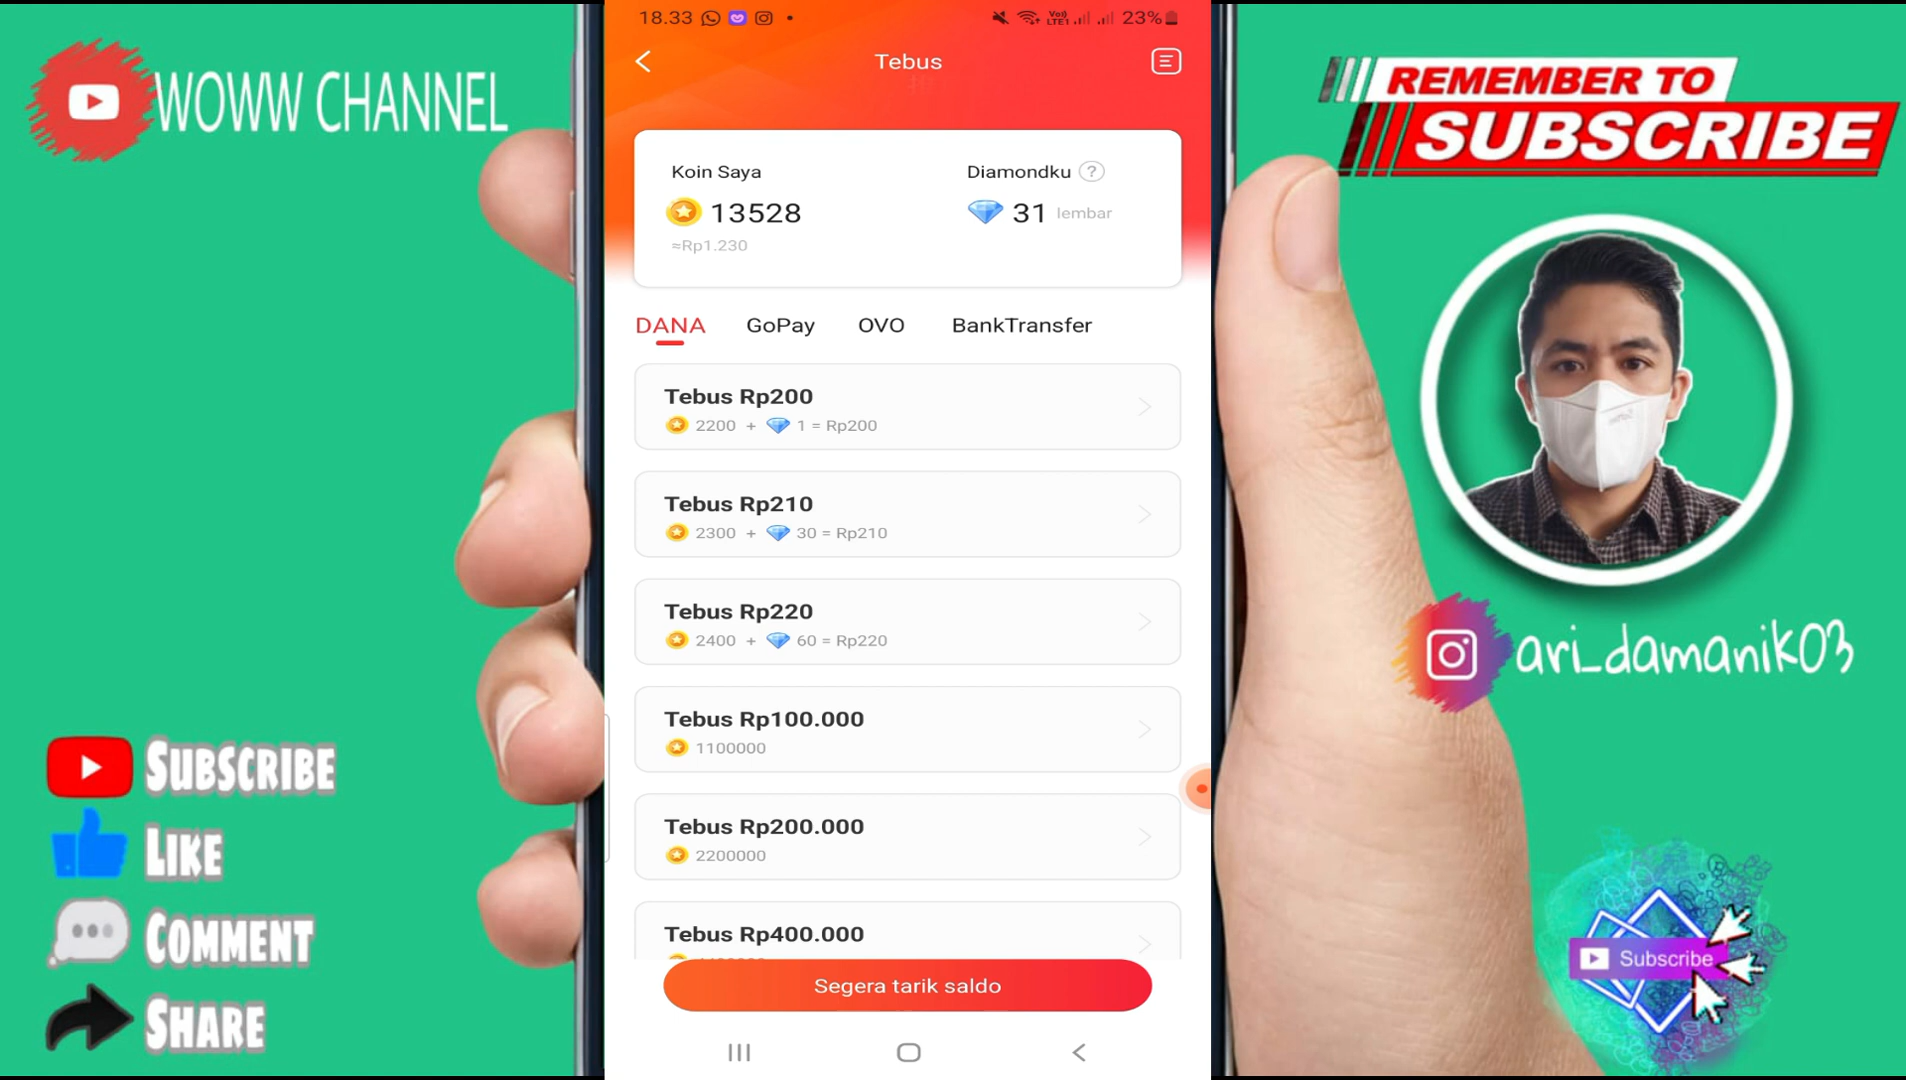 WOWW CHANNEL
18.33
VoI)
LTE1
23%
Tebus
Koin Saya
Diamondku ?
13528
31 lembar
≈Rp1.230
DANA GoPay OVO BankTransfer
Tebus Rp200
2200 + 1 = Rp200
Tebus Rp210
2300 + 30 = Rp210
Tebus Rp220
2400 + 60 = Rp220
Tebus Rp100.000
1100000
Tebus Rp200.000
2200000
Tebus Rp400.000
Segera tarik saldo
REMEMBER TO
SUBSCRIBE
ari_damanik03
SUBSCRIBE
LIKE
COMMENT
SHARE
Subscribe